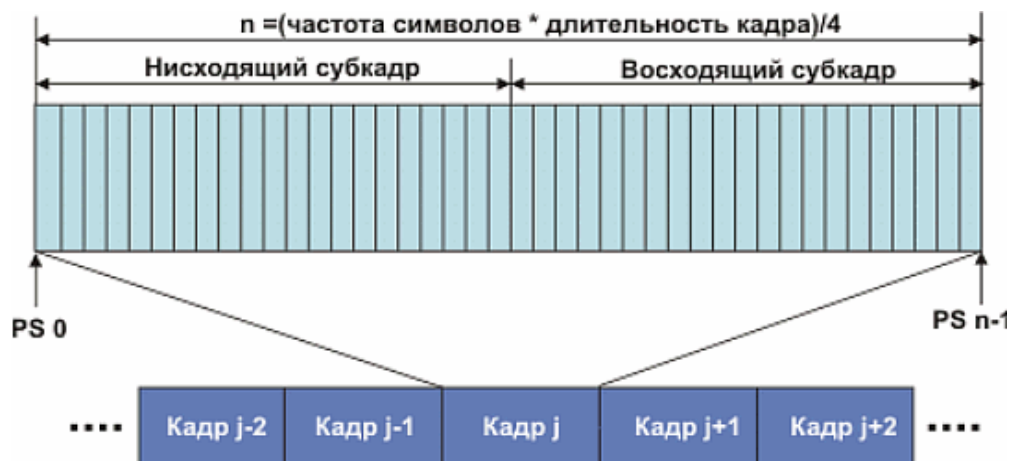 n =(частота символов * длительность кадра)/4
Нисходящий субкадр Восходящий субкадр
PS 0 PS n-1
.... Кадр j-2 Кадр j-1 Кадр j Кадр j+1 Кадр j+2 ....